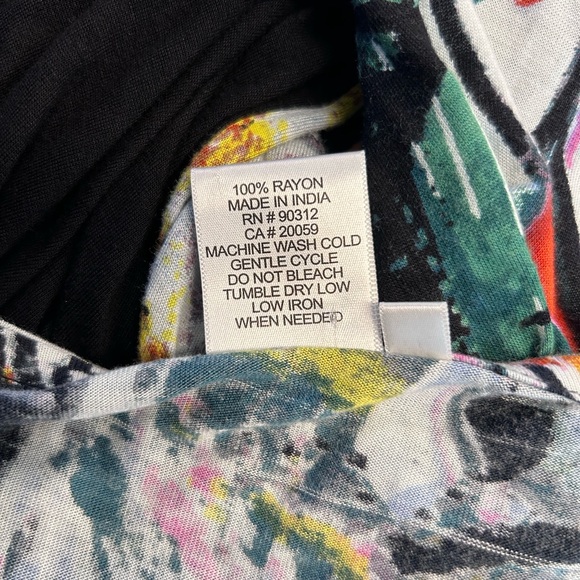 100% RAYON
MADE IN INDIA
RN # 90312
CA # 20059
MACHINE WASH COLD
GENTLE CYCLE
DO NOT BLEACH
TUMBLE DRY LOW
LOW IRON
WHEN NEEDED